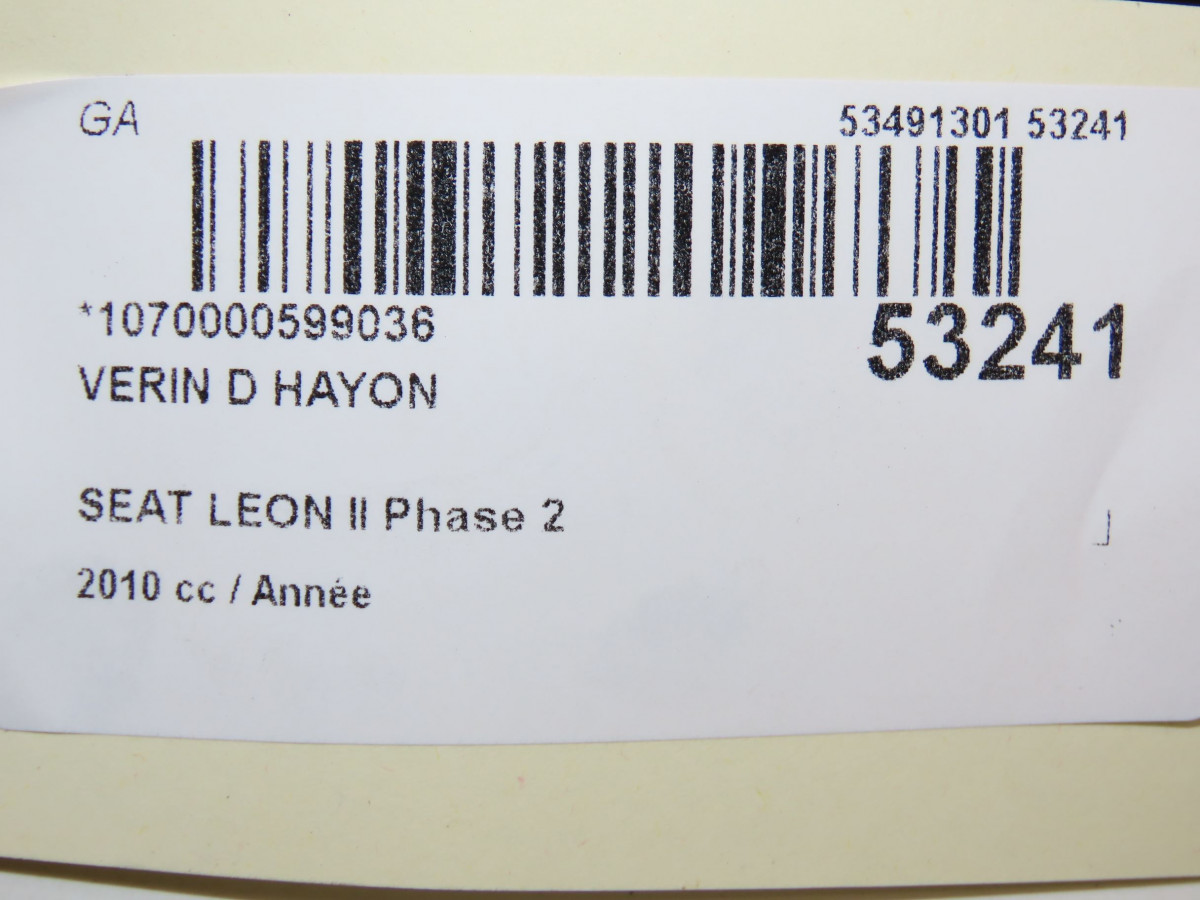 GA 53491301 53241
*1070000599036
53241
VERIN D HAYON
SEAT LEON II Phase 2
2010 cc / Année